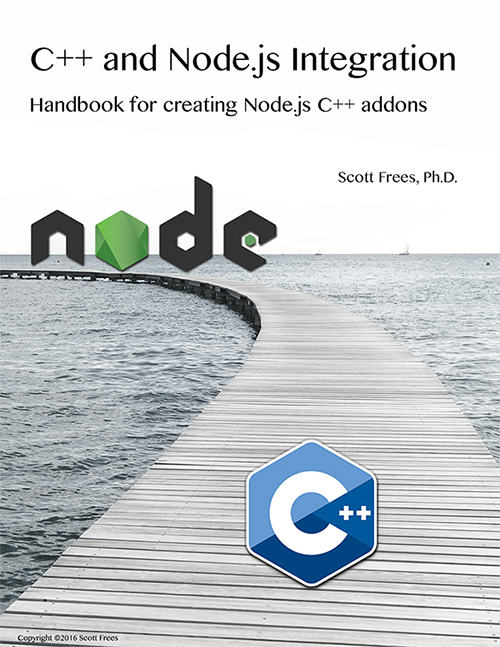 C++ and Node.js Integration
Handbook for creating Node.js C++ addons
Scott Frees, Ph.D.
node
C++
Copyright ©2016 Scott Frees